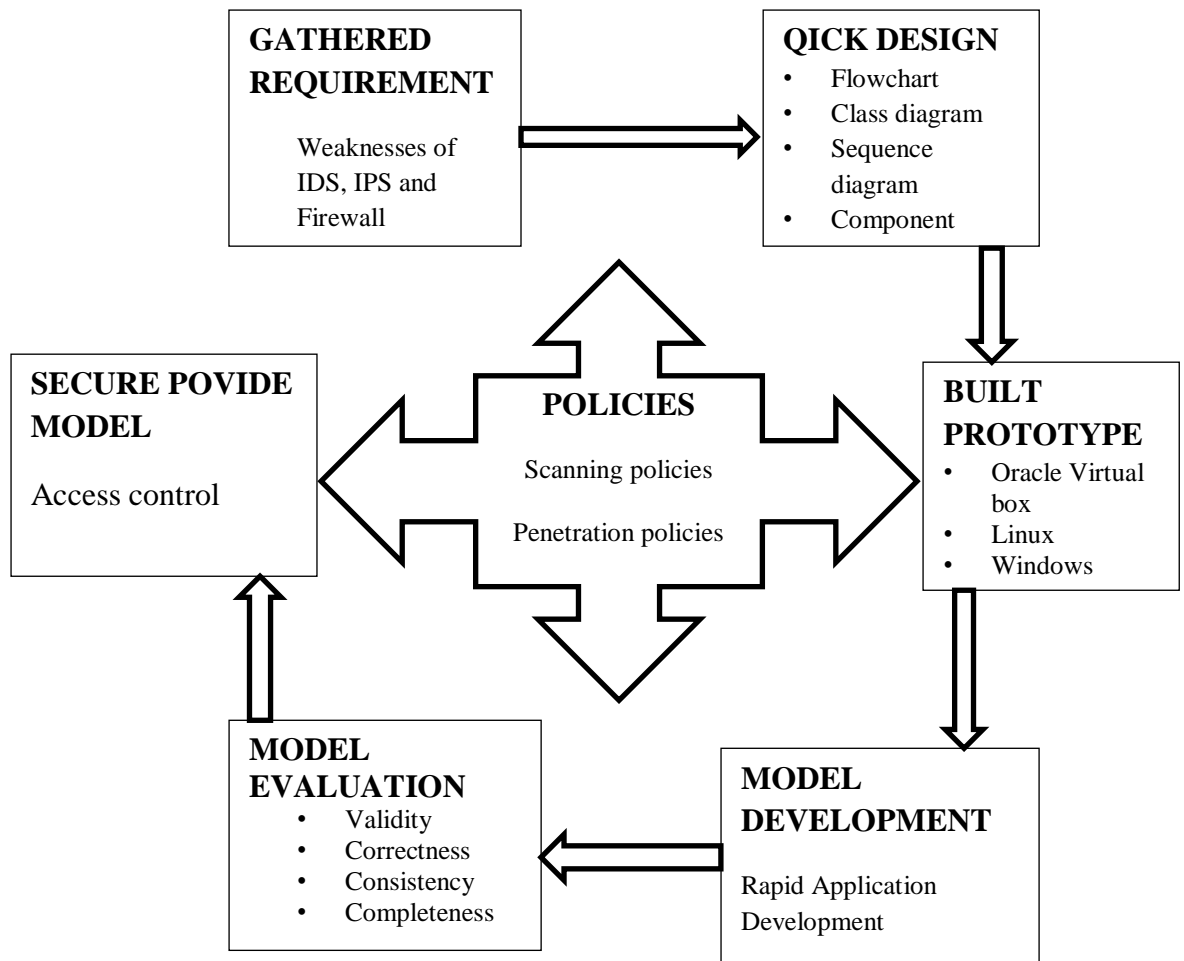 GATHERED
REQUIREMENT
Weaknesses of
IDS, IPS and
Firewall
QICK DESIGN
• Flowchart
• Class diagram
• Sequence
diagram
• Component
SECURE POVIDE
MODEL
Access control
POLICIES
Scanning policies
Penetration policies
BUILT
PROTOTYPE
• Oracle Virtual
box
• Linux
• Windows
MODEL
EVALUATION
• Validity
• Correctness
• Consistency
• Completeness
MODEL
DEVELOPMENT
Rapid Application
Development